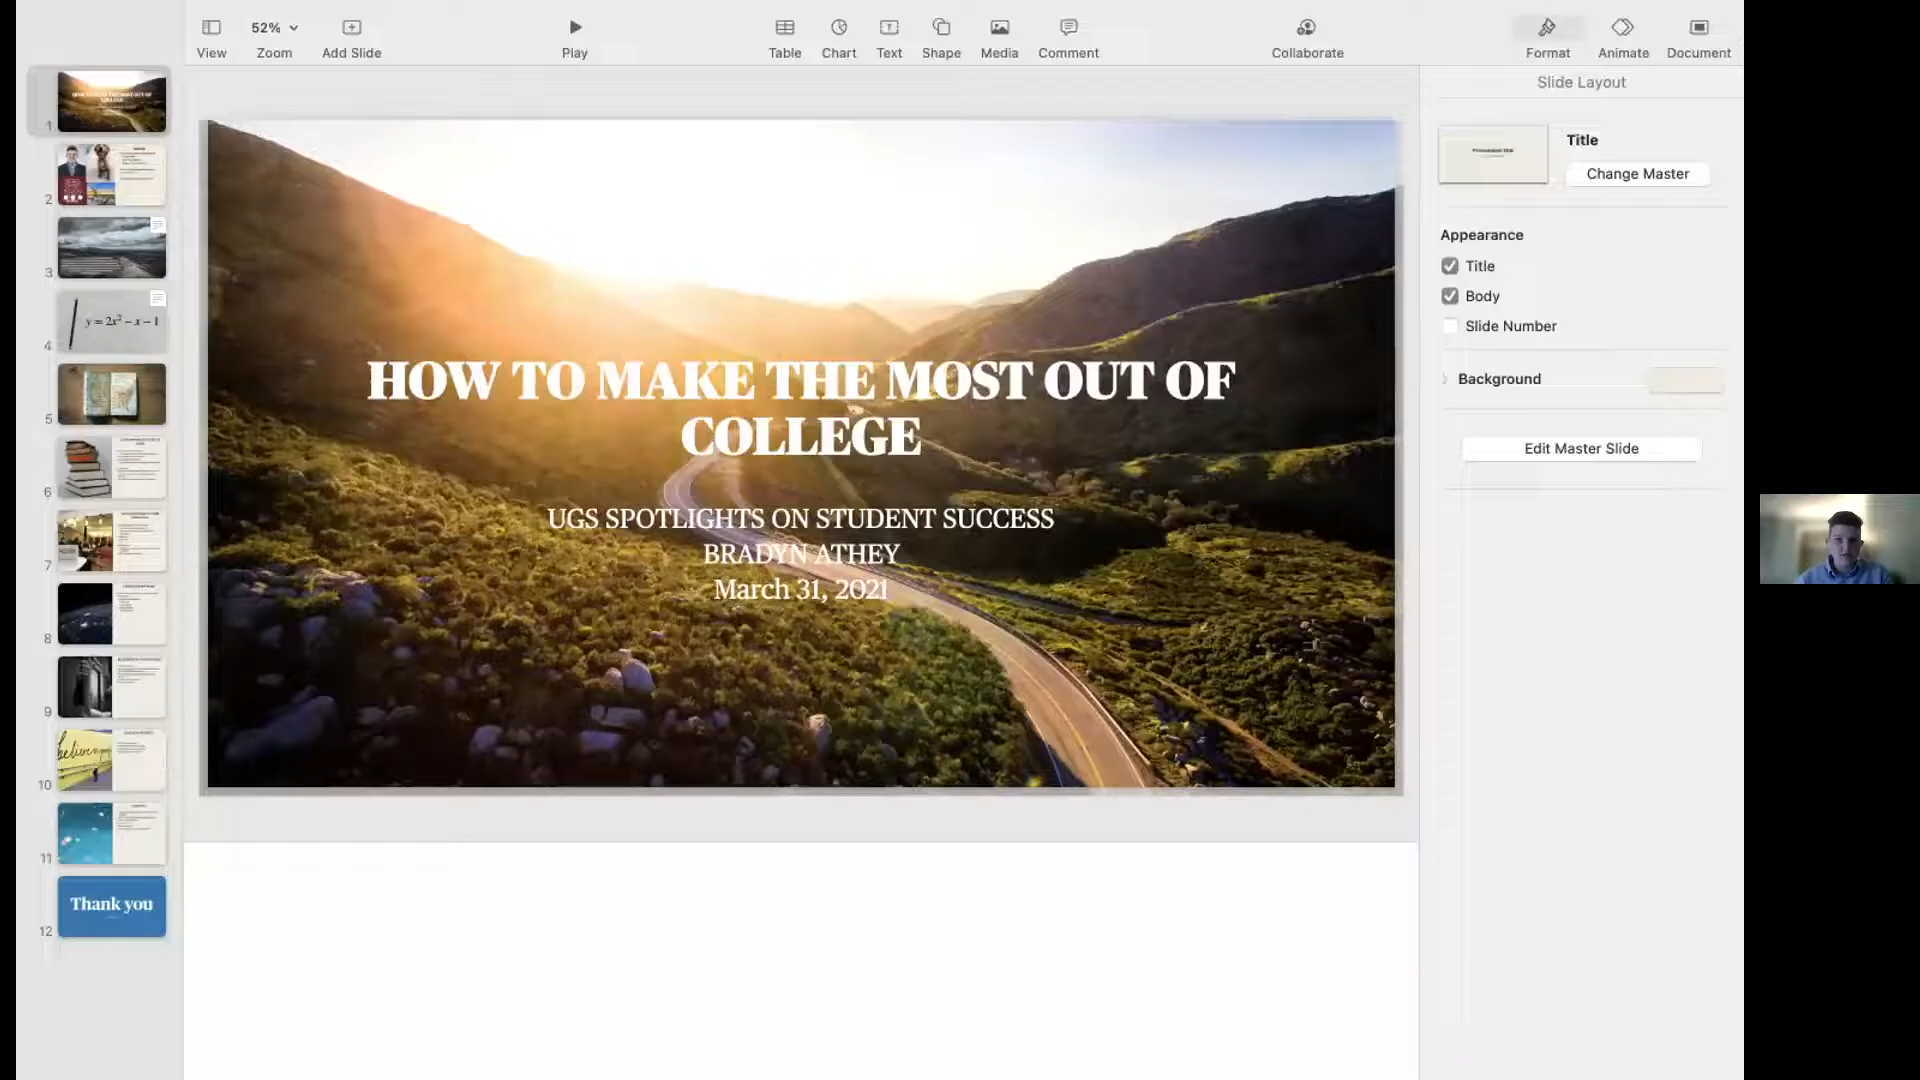 52%
View
Zoom
Add Slide
Play
Table
Chart
Text
Shape
Media
Comment
Collaborate
Format
Animate
Document
Slide Layout
Title
Change Master
Appearance
Title
Body
Slide Number
Background
Edit Master Slide
HOW TO MAKE THE MOST OUT OF
COLLEGE
UGS SPOTLIGHTS ON STUDENT SUCCESS
BRADYN ATHEY
March 31, 2021
1
2
3
4
y = 2x² − x − 1
5
6
7
8
9
10
believe
11
12
Thank you